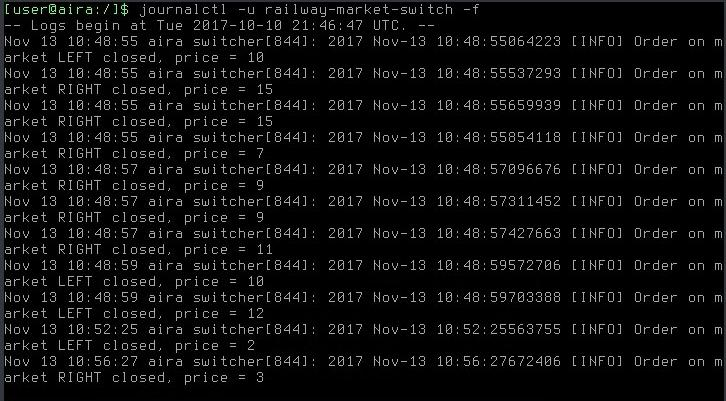 [user@aira:/]$ journalctl -u railway-market-switch -f
-- Logs begin at Tue 2017-10-10 21:46:47 UTC. --
Nov 13 10:48:55 aira switcher[844]: 2017 Nov-13 10:48:55064223 [INFO] Order on m
arket LEFT closed, price = 10
Nov 13 10:48:55 aira switcher[844]: 2017 Nov-13 10:48:55537293 [INFO] Order on m
arket RIGHT closed, price = 15
Nov 13 10:48:55 aira switcher[844]: 2017 Nov-13 10:48:55659939 [INFO] Order on m
arket RIGHT closed, price = 15
Nov 13 10:48:55 aira switcher[844]: 2017 Nov-13 10:48:55854118 [INFO] Order on m
arket RIGHT closed, price = 7
Nov 13 10:48:57 aira switcher[844]: 2017 Nov-13 10:48:57096676 [INFO] Order on m
arket RIGHT closed, price = 9
Nov 13 10:48:57 aira switcher[844]: 2017 Nov-13 10:48:57311452 [INFO] Order on m
arket RIGHT closed, price = 9
Nov 13 10:48:57 aira switcher[844]: 2017 Nov-13 10:48:57427663 [INFO] Order on m
arket RIGHT closed, price = 11
Nov 13 10:48:59 aira switcher[844]: 2017 Nov-13 10:48:59572706 [INFO] Order on m
arket LEFT closed, price = 10
Nov 13 10:48:59 aira switcher[844]: 2017 Nov-13 10:48:59703388 [INFO] Order on m
arket LEFT closed, price = 12
Nov 13 10:52:25 aira switcher[844]: 2017 Nov-13 10:52:25563755 [INFO] Order on m
arket LEFT closed, price = 2
Nov 13 10:56:27 aira switcher[844]: 2017 Nov-13 10:56:27672406 [INFO] Order on m
arket RIGHT closed, price = 3